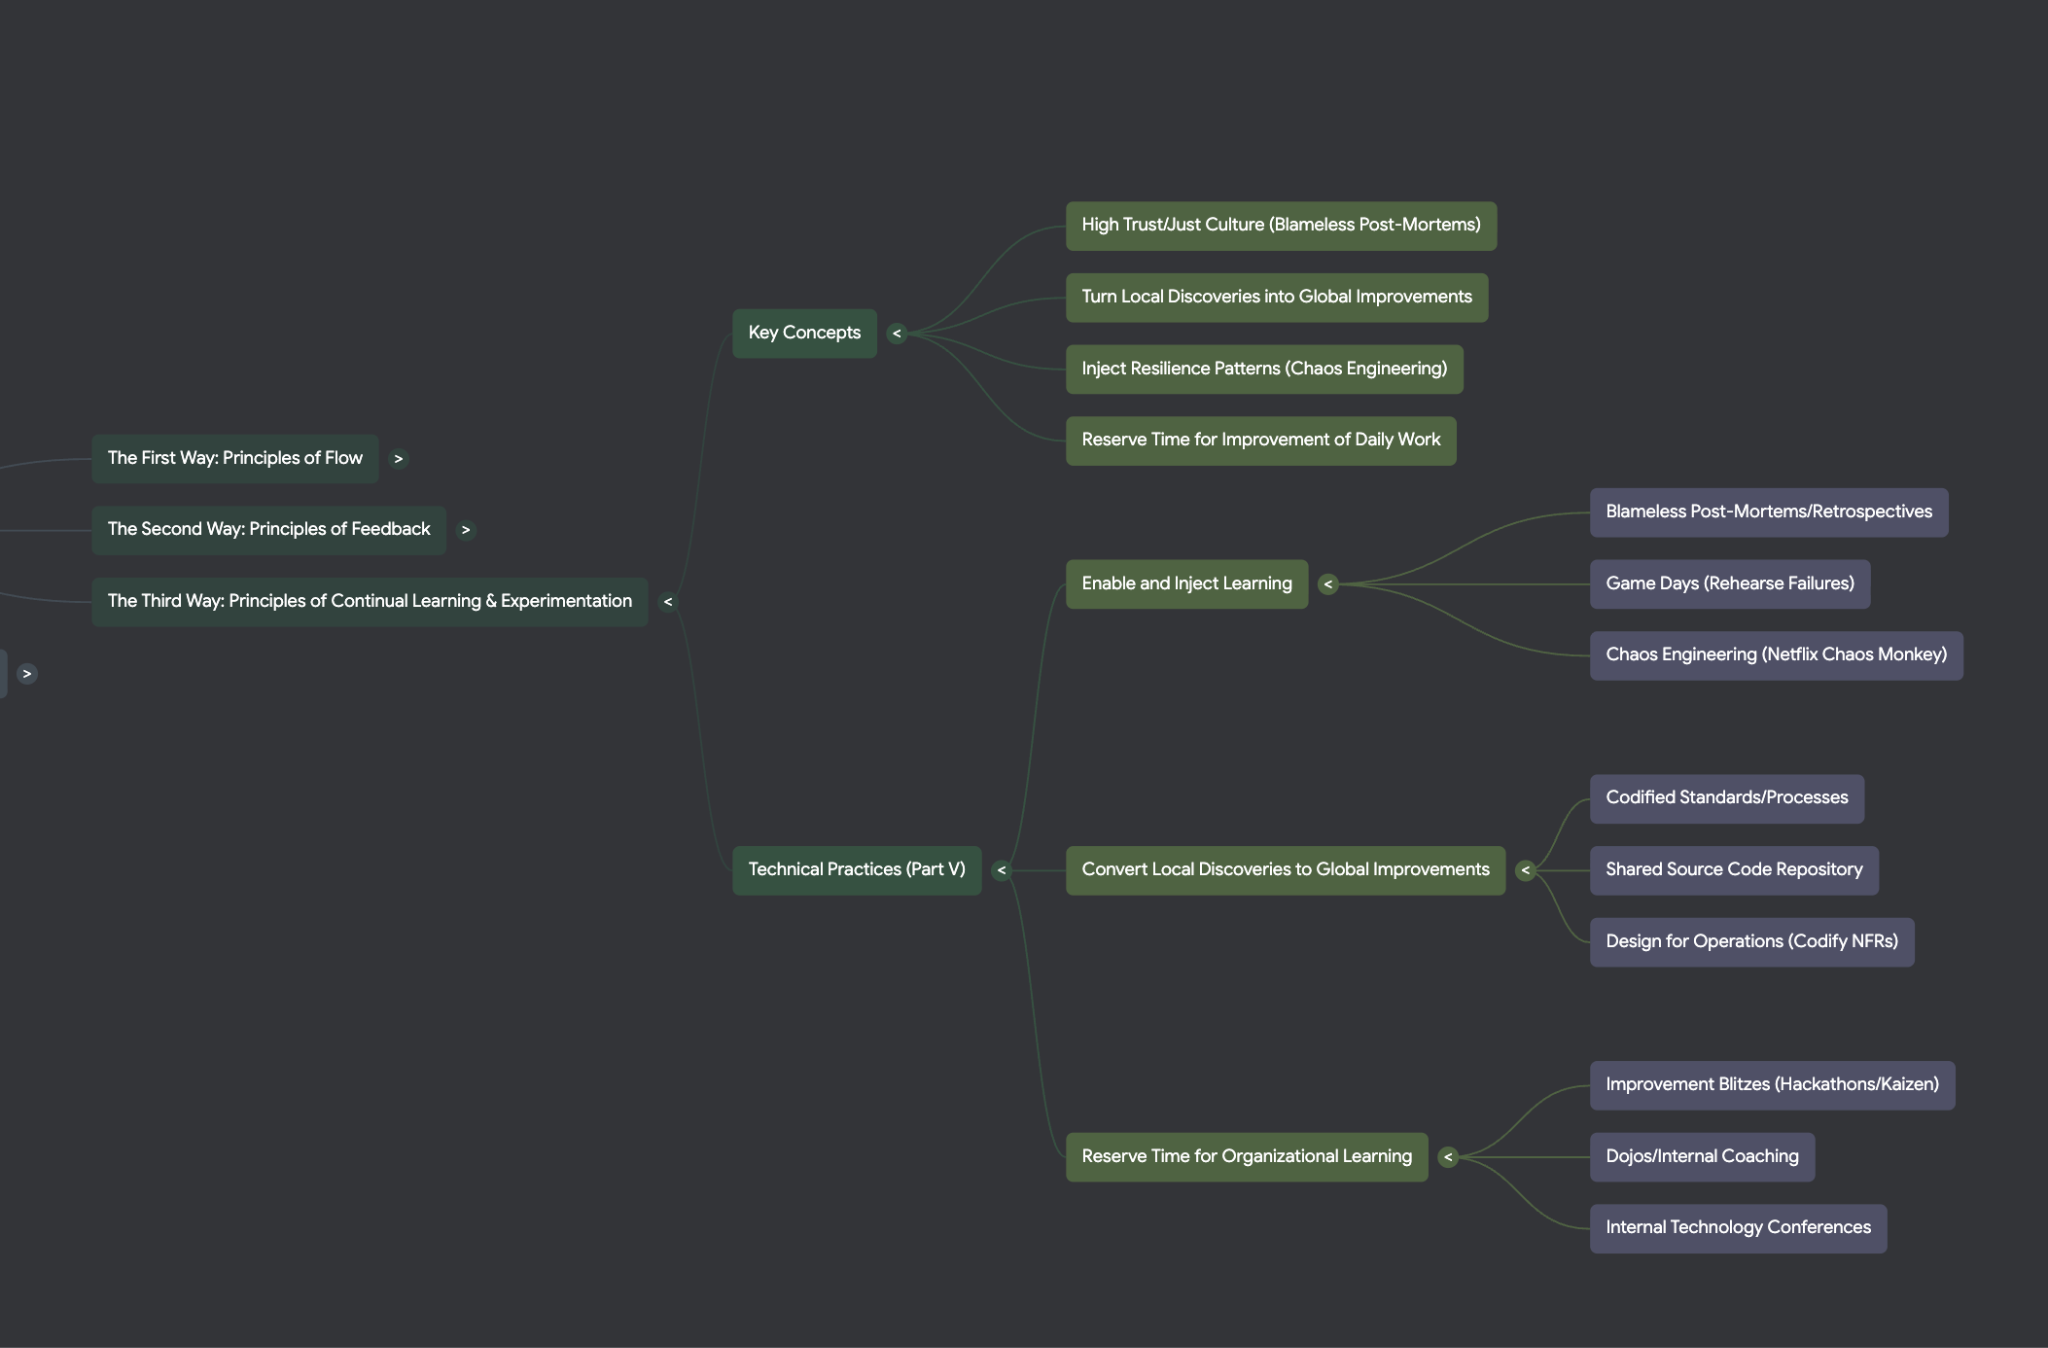 The First Way: Principles of Flow
>
The Second Way: Principles of Feedback
>
The Third Way: Principles of Continual Learning & Experimentation
<
>
Key Concepts
<
High Trust/Just Culture (Blameless Post-Mortems)
Turn Local Discoveries into Global Improvements
Inject Resilience Patterns (Chaos Engineering)
Reserve Time for Improvement of Daily Work
Technical Practices (Part V)
<
Enable and Inject Learning
<
Blameless Post-Mortems/Retrospectives
Game Days (Rehearse Failures)
Chaos Engineering (Netflix Chaos Monkey)
Convert Local Discoveries to Global Improvements
<
Codified Standards/Processes
Shared Source Code Repository
Design for Operations (Codify NFRs)
Reserve Time for Organizational Learning
<
Improvement Blitzes (Hackathons/Kaizen)
Dojos/Internal Coaching
Internal Technology Conferences